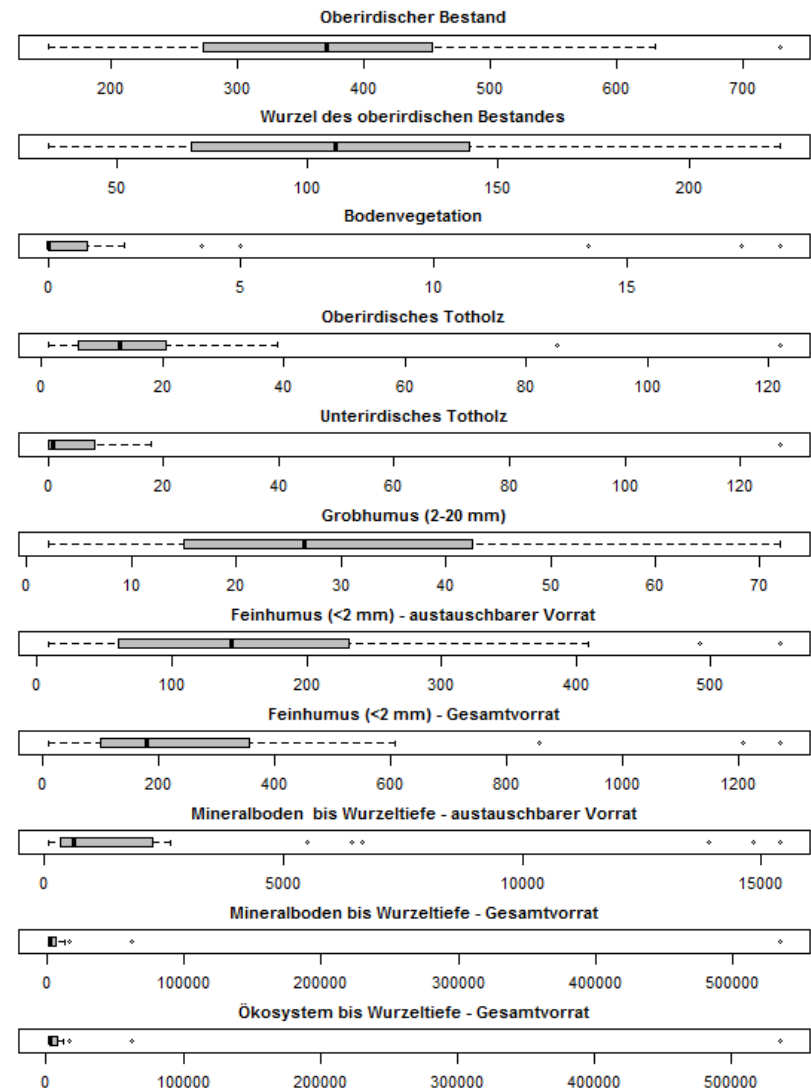 Oberirdischer Bestand
200 300 400 500 600 700
Wurzel des oberirdischen Bestandes
50 100 150 200
Bodenvegetation
0 5 10 15
Oberirdisches Totholz
0 20 40 60 80 100 120
Unterirdisches Totholz
0 20 40 60 80 100 120
Grobhumus (2-20 mm)
0 10 20 30 40 50 60 70
Feinhumus (<2 mm) - austauschbarer Vorrat
0 100 200 300 400 500
Feinhumus (<2 mm) - Gesamtvorrat
0 200 400 600 800 1000 1200
Mineralboden bis Wurzeltiefe - austauschbarer Vorrat
0 5000 10000 15000
Mineralboden bis Wurzeltiefe - Gesamtvorrat
0 100000 200000 300000 400000 500000
Ökosystem bis Wurzeltiefe - Gesamtvorrat
0 100000 200000 300000 400000 500000